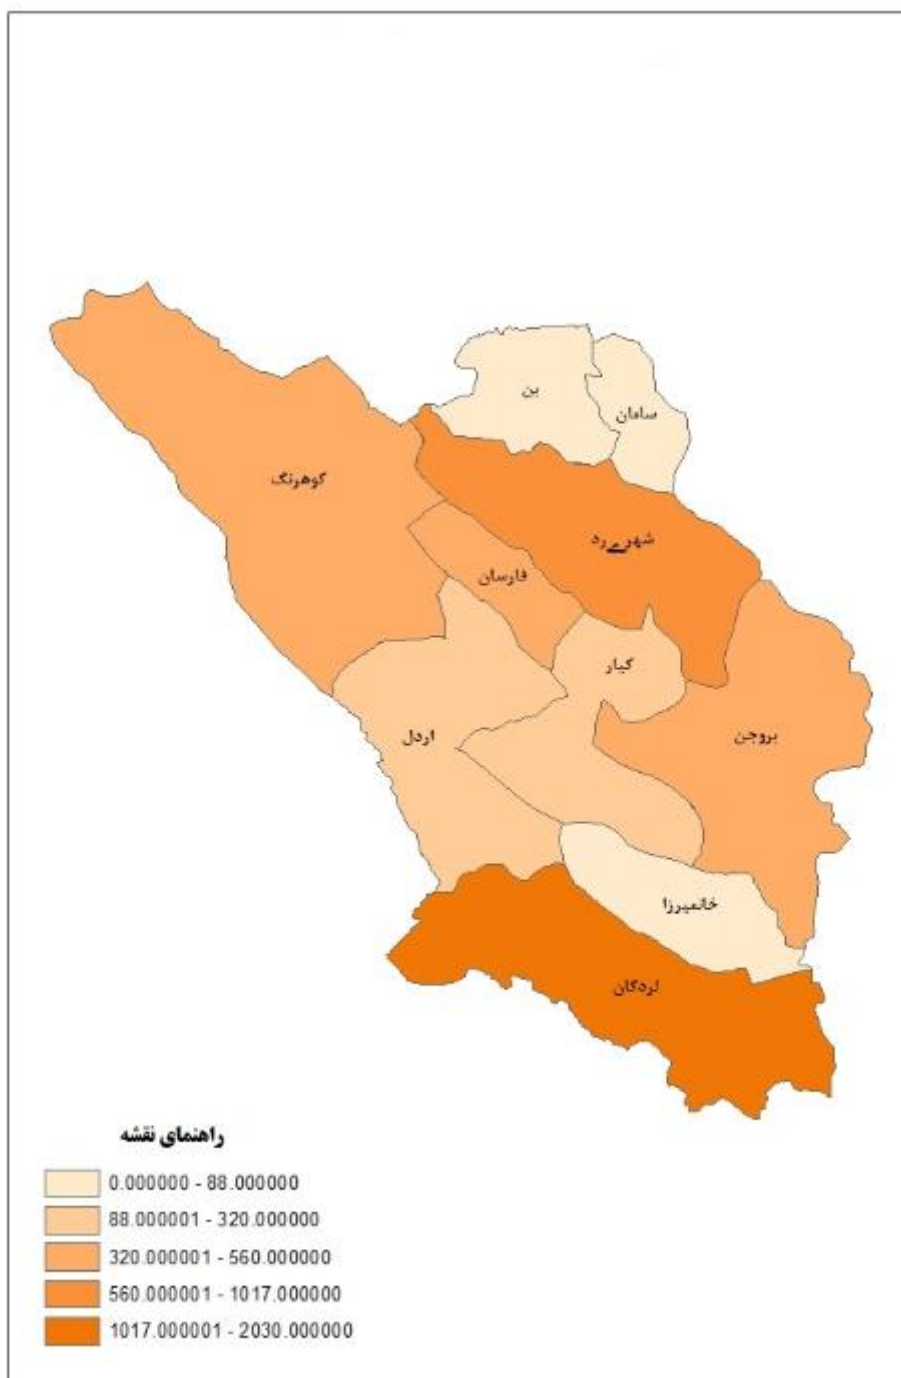 بن
سامان
کوهرنگ
شهرےرد
فارسان
کیار
اردل
بروجن
خانمیرزا
لردگان
راهنمای نقشه
0.000000 - 88.000000
88.000001 - 320.000000
320.000001 - 560.000000
560.000001 - 1017.000000
1017.000001 - 2030.000000